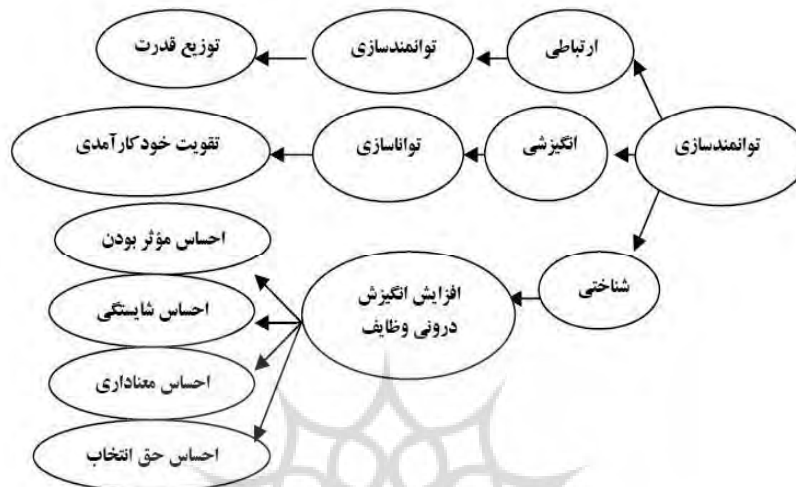 ارتباطی
توانمندسازی
توزیع قدرت
توانمندسازی
انگیزشی
تواناسازی
تقویت خودکارآمدی
شناختی
افزایش انگیزش
درونی وظایف
احساس مؤثر بودن
احساس شایستگی
احساس معناداری
احساس حق انتخاب